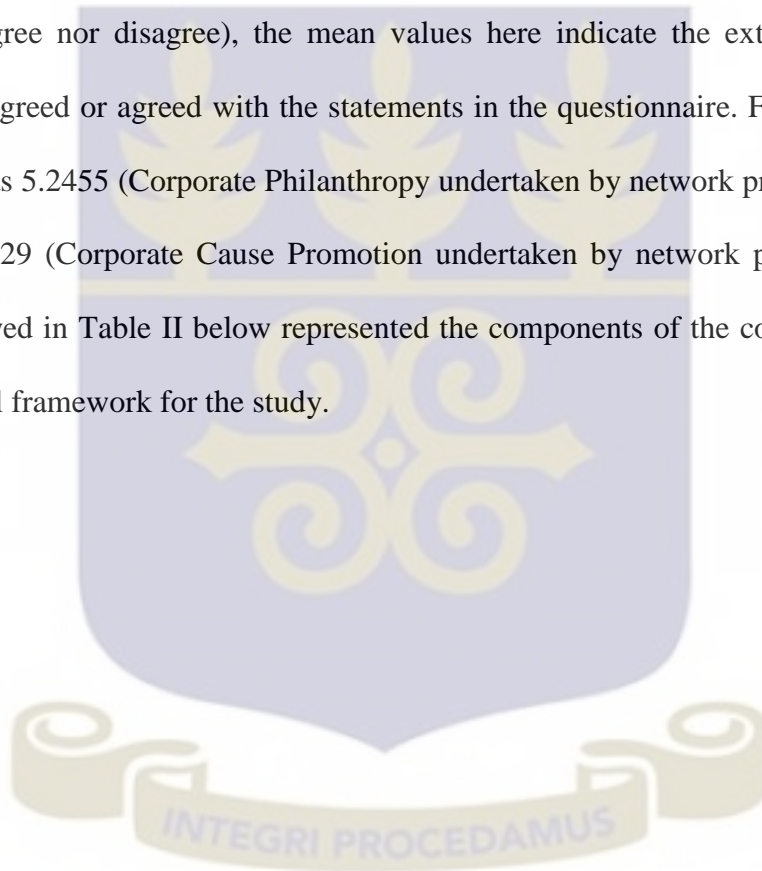 gree nor disagree), the mean values here indicate the ext
greed or agreed with the statements in the questionnaire. F
s 5.2455 (Corporate Philanthropy undertaken by network pr
29 (Corporate Cause Promotion undertaken by network p
ed in Table II below represented the components of the co
l framework for the study.
INTEGRI PROCEDAMUS